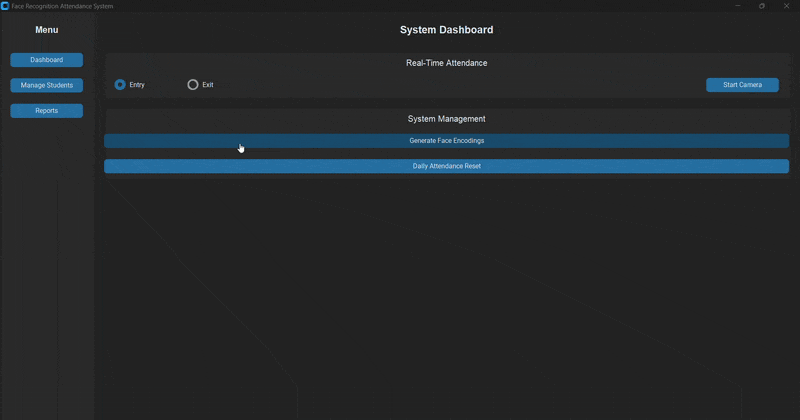 Face Recognition Attendance System
Menu
Dashboard
Manage Students
Reports
System Dashboard
Real-Time Attendance
Entry
Exit
Start Camera
System Management
Generate Face Encodings
Daily Attendance Reset